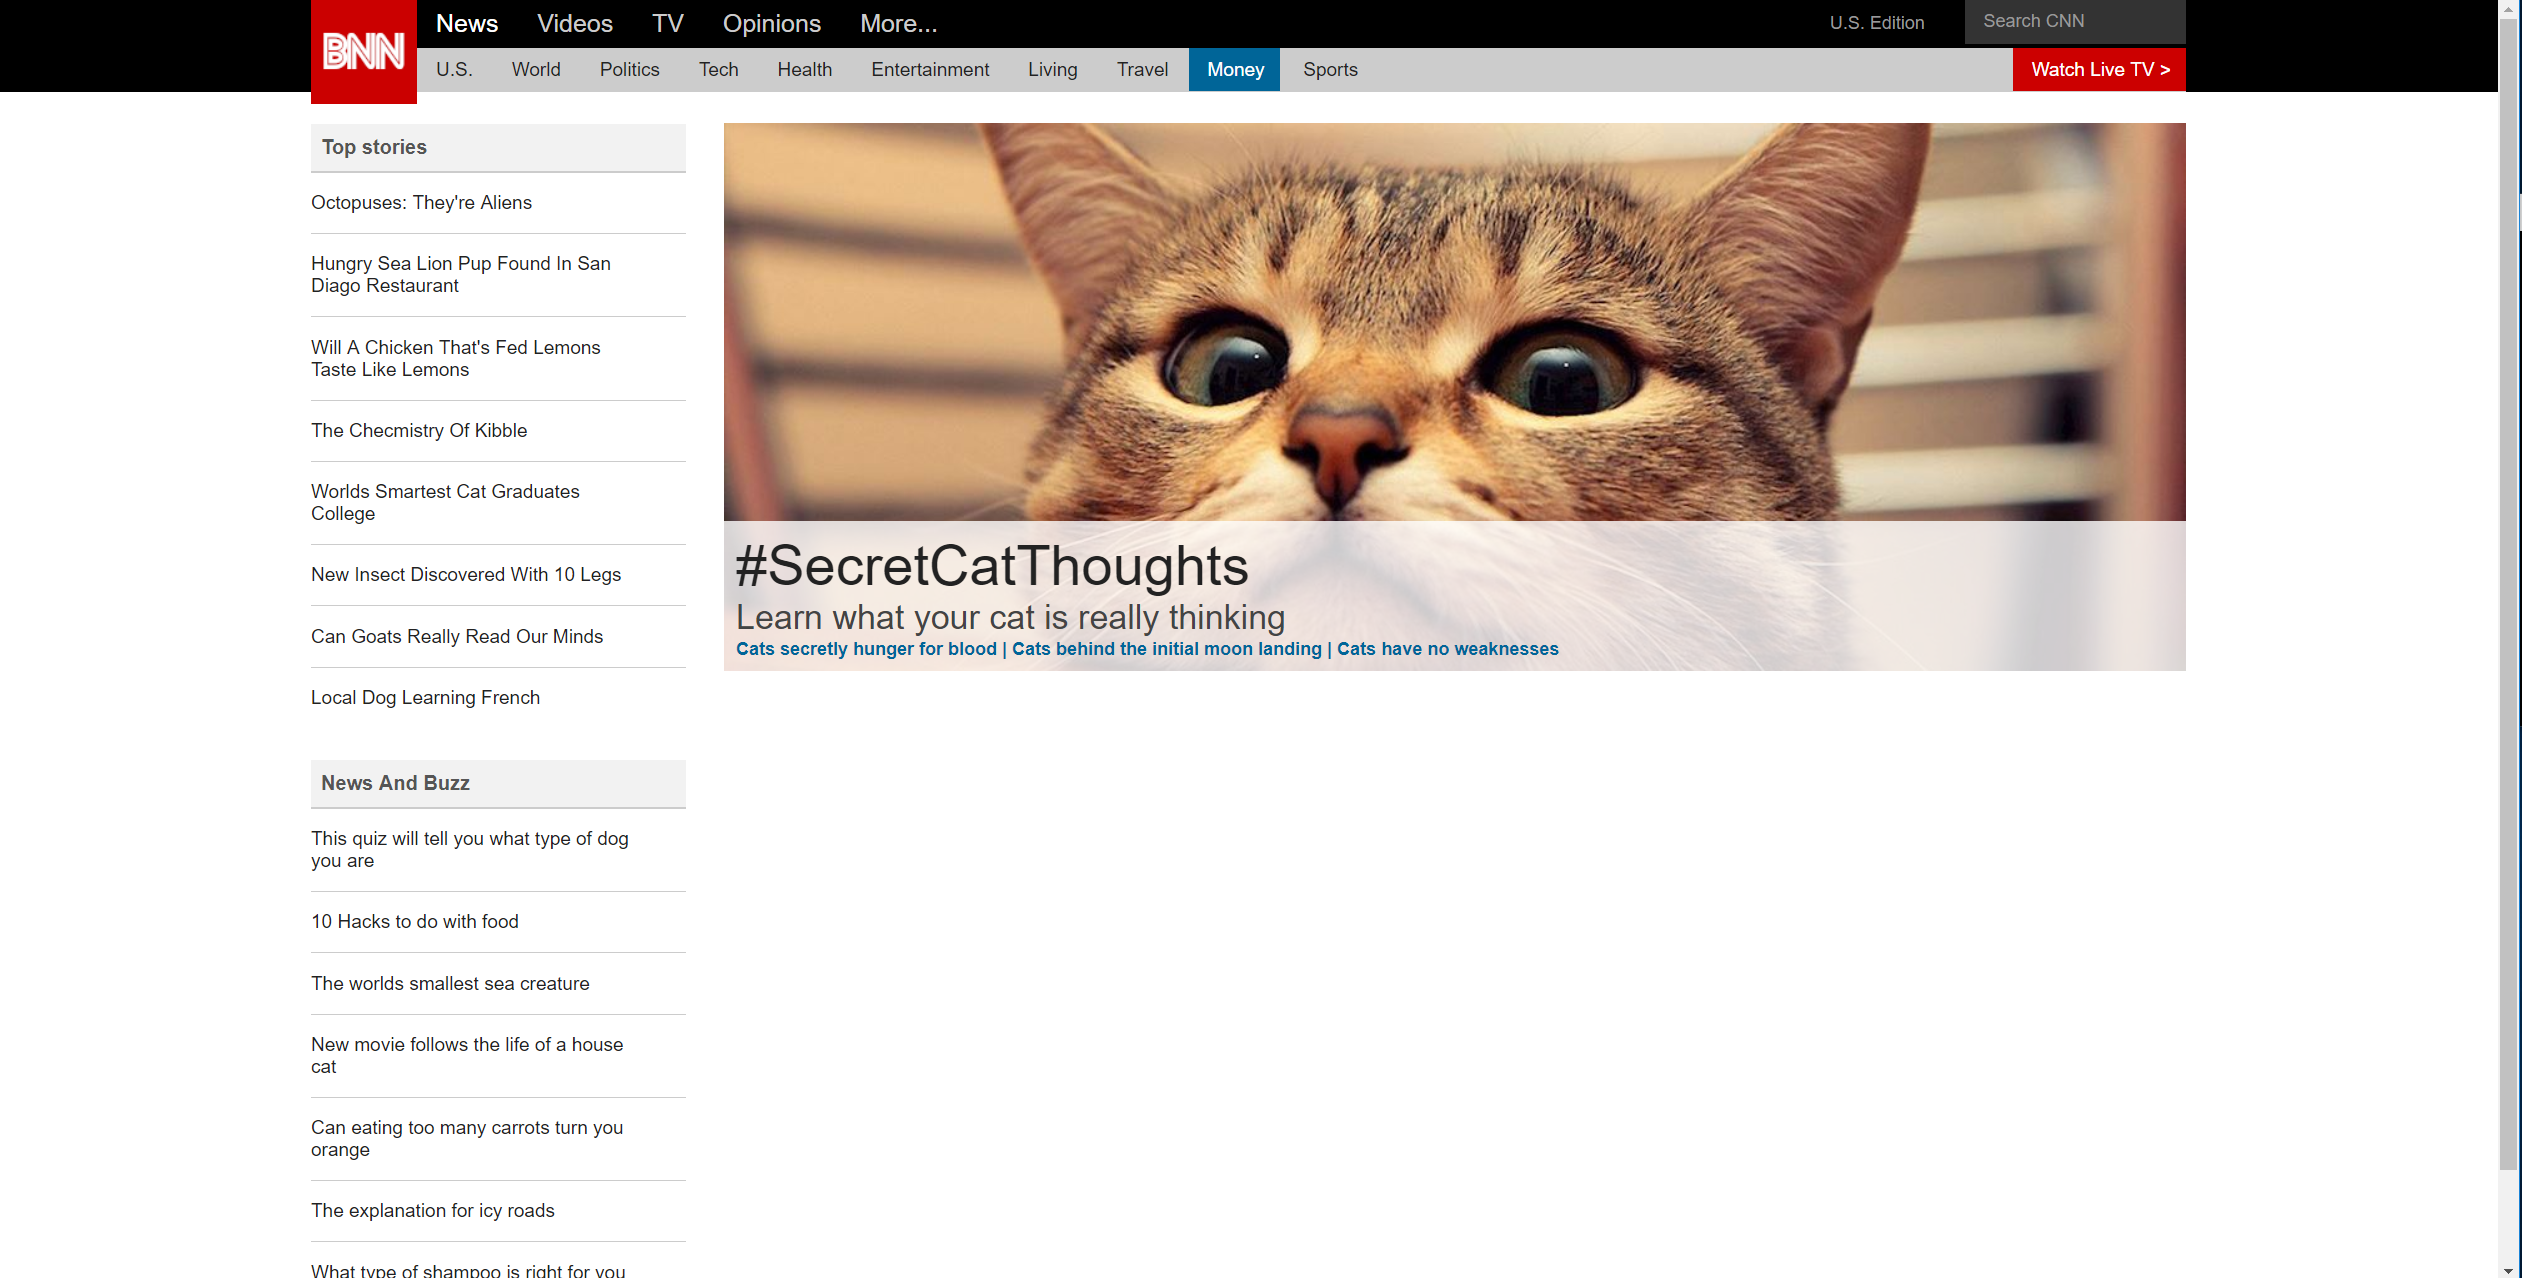 BNN
News Videos TV Opinions More...
U.S. Edition
Search CNN
U.S. World Politics Tech Health Entertainment Living Travel Money Sports
Watch Live TV >
Top stories
Octopuses: They're Aliens
Hungry Sea Lion Pup Found In San
Diago Restaurant
Will A Chicken That's Fed Lemons
Taste Like Lemons
The Checmistry Of Kibble
Worlds Smartest Cat Graduates
College
New Insect Discovered With 10 Legs
Can Goats Really Read Our Minds
Local Dog Learning French
#SecretCatThoughts
Learn what your cat is really thinking
Cats secretly hunger for blood | Cats behind the initial moon landing | Cats have no weaknesses
News And Buzz
This quiz will tell you what type of dog
you are
10 Hacks to do with food
The worlds smallest sea creature
New movie follows the life of a house
cat
Can eating too many carrots turn you
orange
The explanation for icy roads
What type of shampoo is right for you